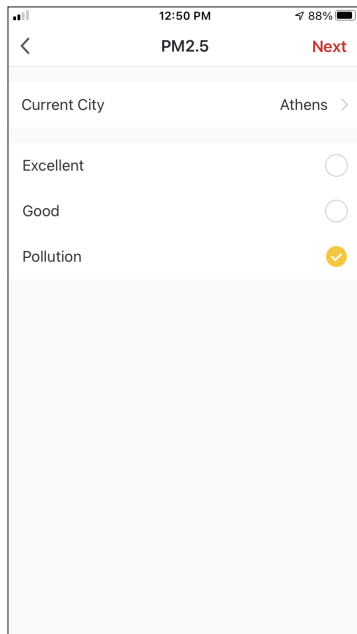 12:50 PM 88%
PM2.5 Next
Current City Athens
Excellent
Good
Pollution